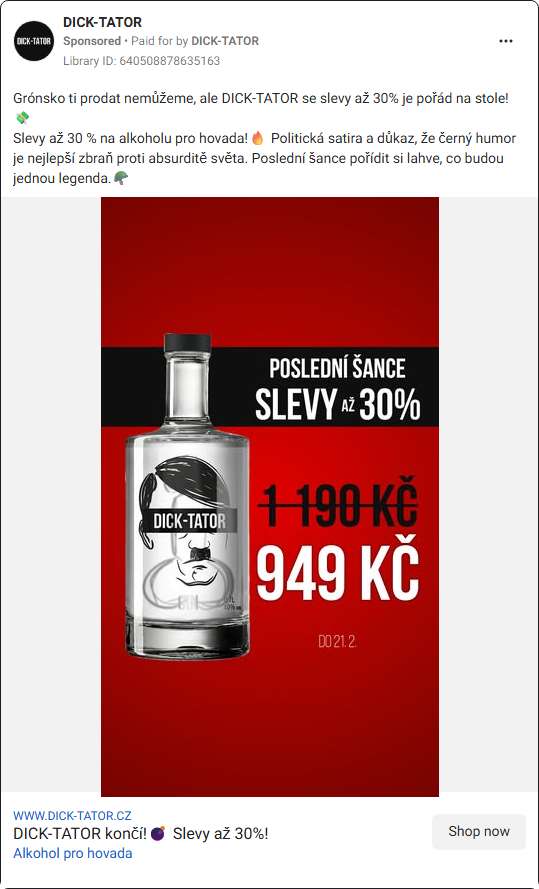 DICK-TATOR
DICK-TATOR
Sponsored • Paid for by DICK-TATOR
Library ID: 640508878635163
Grónsko ti prodat nemůžeme, ale DICK-TATOR se slevy až 30% je pořád na stole!
💸
Slevy až 30 % na alkoholu pro hovada!🔥 Politická satira a důkaz, že černý humor
je nejlepší zbraň proti absurditě světa. Poslední šance pořídit si lahve, co budou
jednou legenda.🪖
POSLEDNÍ ŠANCE
SLEVY AŽ 30%
DICK-TATOR
1 190 KČ
949 KČ
GIN
DO 21. 2.
WWW.DICK-TATOR.CZ
DICK-TATOR končí!💣 Slevy až 30%!
Alkohol pro hovada
Shop now